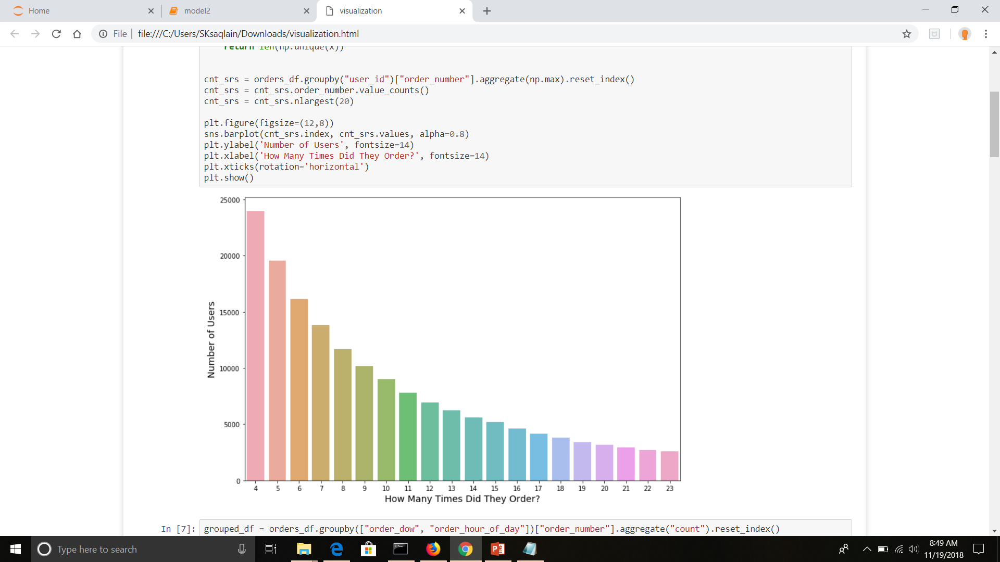 Home
model2
visualization
File
file:///C:/Users/SKsaqlain/Downloads/visualization.html
return len(np.unique(x))
cnt_srs = orders_df.groupby("user_id")["order_number"].aggregate(np.max).reset_index()
cnt_srs = cnt_srs.order_number.value_counts()
cnt_srs = cnt_srs.nlargest(20)
plt.figure(figsize=(12,8))
sns.barplot(cnt_srs.index, cnt_srs.values, alpha=0.8)
plt.ylabel('Number of Users', fontsize=14)
plt.xlabel('How Many Times Did They Order?', fontsize=14)
plt.xticks(rotation='horizontal')
plt.show()
25000
20000
15000
10000
5000
0
Number of Users
4 5 6 7 8 9 10 11 12 13 14 15 16 17 18 19 20 21 22 23
How Many Times Did They Order?
In [7]: grouped_df = orders_df.groupby(["order_dow", "order_hour_of_day"])["order_number"].aggregate("count").reset_index()
Type here to search
8:49 AM
11/19/2018